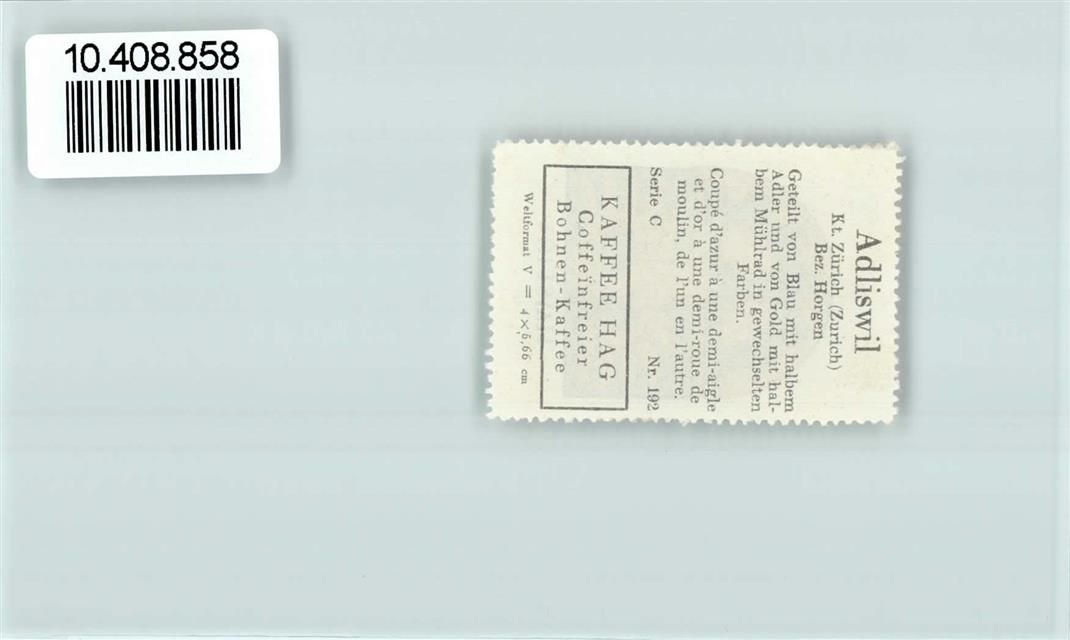 10.408.858
Adliswil
Kt. Zürich (Zurich)
Bez. Horgen
Geteilt von Blau mit halbem
Adler und von Gold mit hal-
bem Mühlrad in gewechselten
Farben.
Coupé d'azur à une demi-aigle
et d'or à une demi-roue de
moulin, de l'un en l'autre.
Serie C Nr. 192
KAFFEE HAG
Coffeïnfreier
Bohnen-Kaffee
Weltformat V = 4 × 5,66 cm